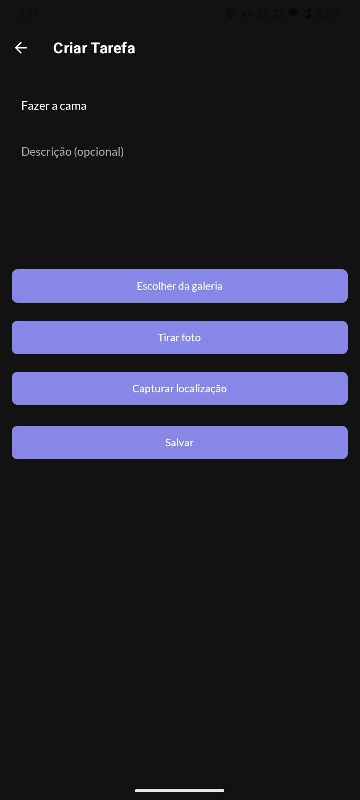 Criar Tarefa
Fazer a cama
Descrição (opcional)
Escolher da galeria
Tirar foto
Capturar localização
Salvar